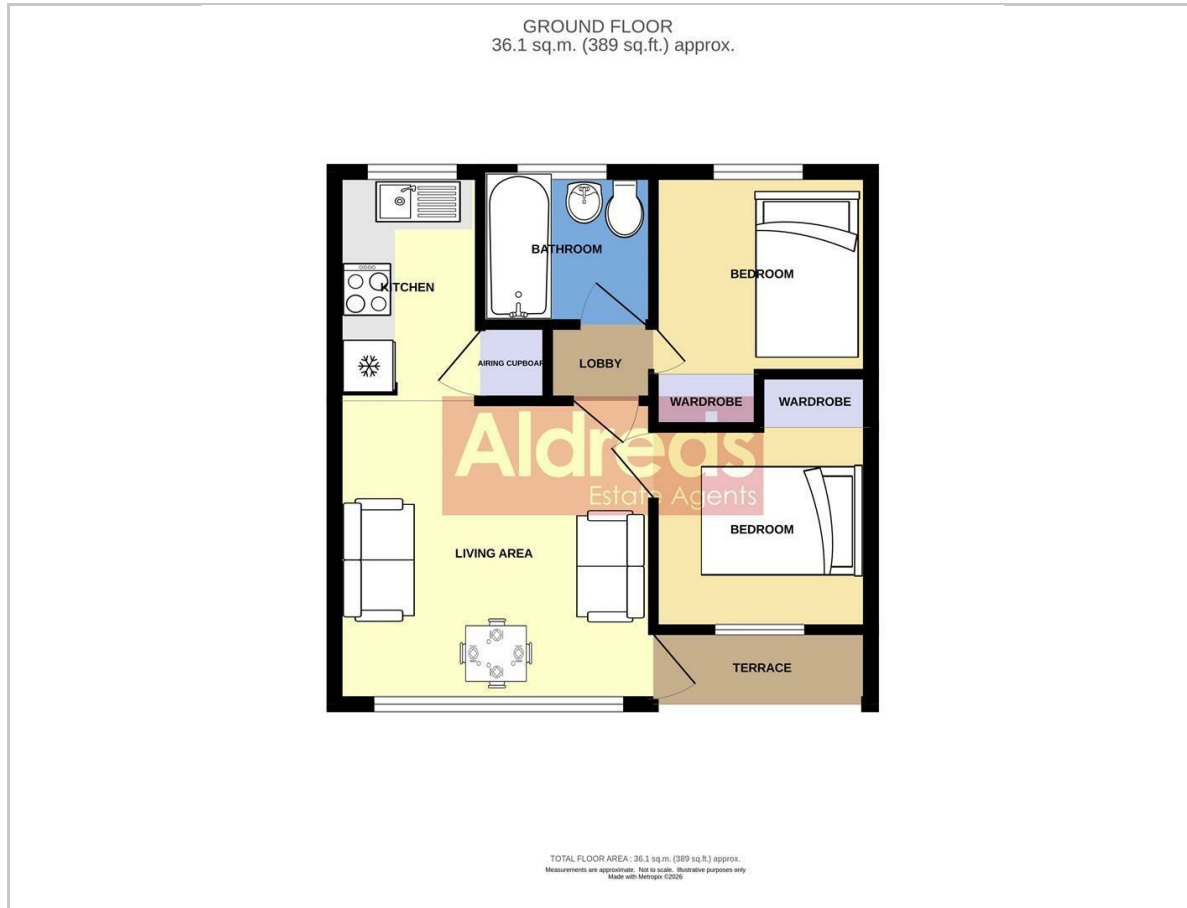 GROUND FLOOR
36.1 sq.m. (389 sq.ft.) approx.
BATHROOM
BEDROOM
KITCHEN
AIRING CUPBOAR
LOBBY
WARDROBE
WARDROBE
Aldreds
Estate Agents
BEDROOM
LIVING AREA
TERRACE
TOTAL FLOOR AREA : 36.1 sq.m. (389 sq.ft.) approx.
Measurements are approximate. Not to scale. Illustrative purposes only
Made with Metropix ©2026